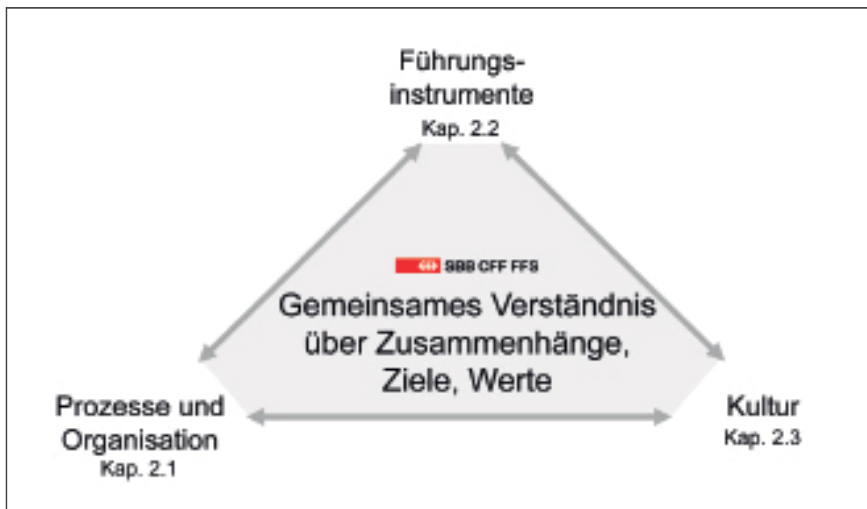 Führungs-
instrumente
Kap. 2.2
SBB CFF FFS
Gemeinsames Verständnis
über Zusammenhänge,
Ziele, Werte
Prozesse und
Organisation
Kap. 2.1
Kultur
Kap. 2.3